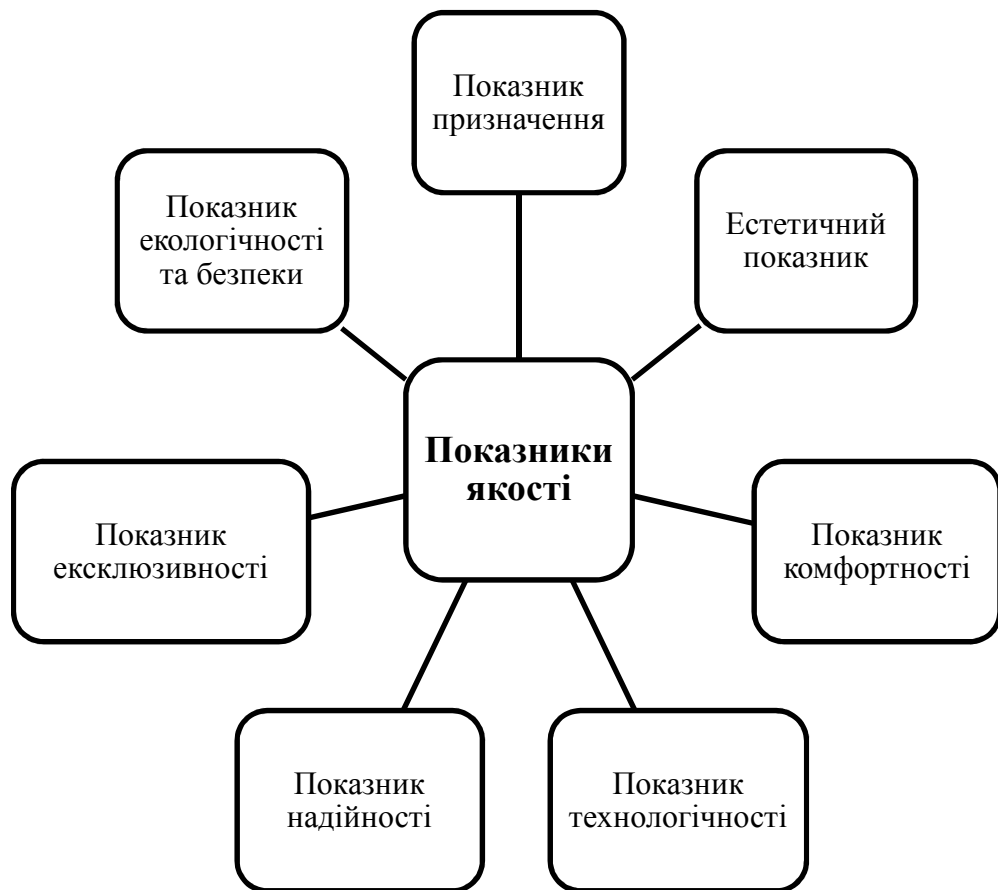 Показник
призначення
Показник
екологічності
та безпеки
Естетичний
показник
Показники
якості
Показник
ексклюзивності
Показник
комфортності
Показник
надійності
Показник
технологічності